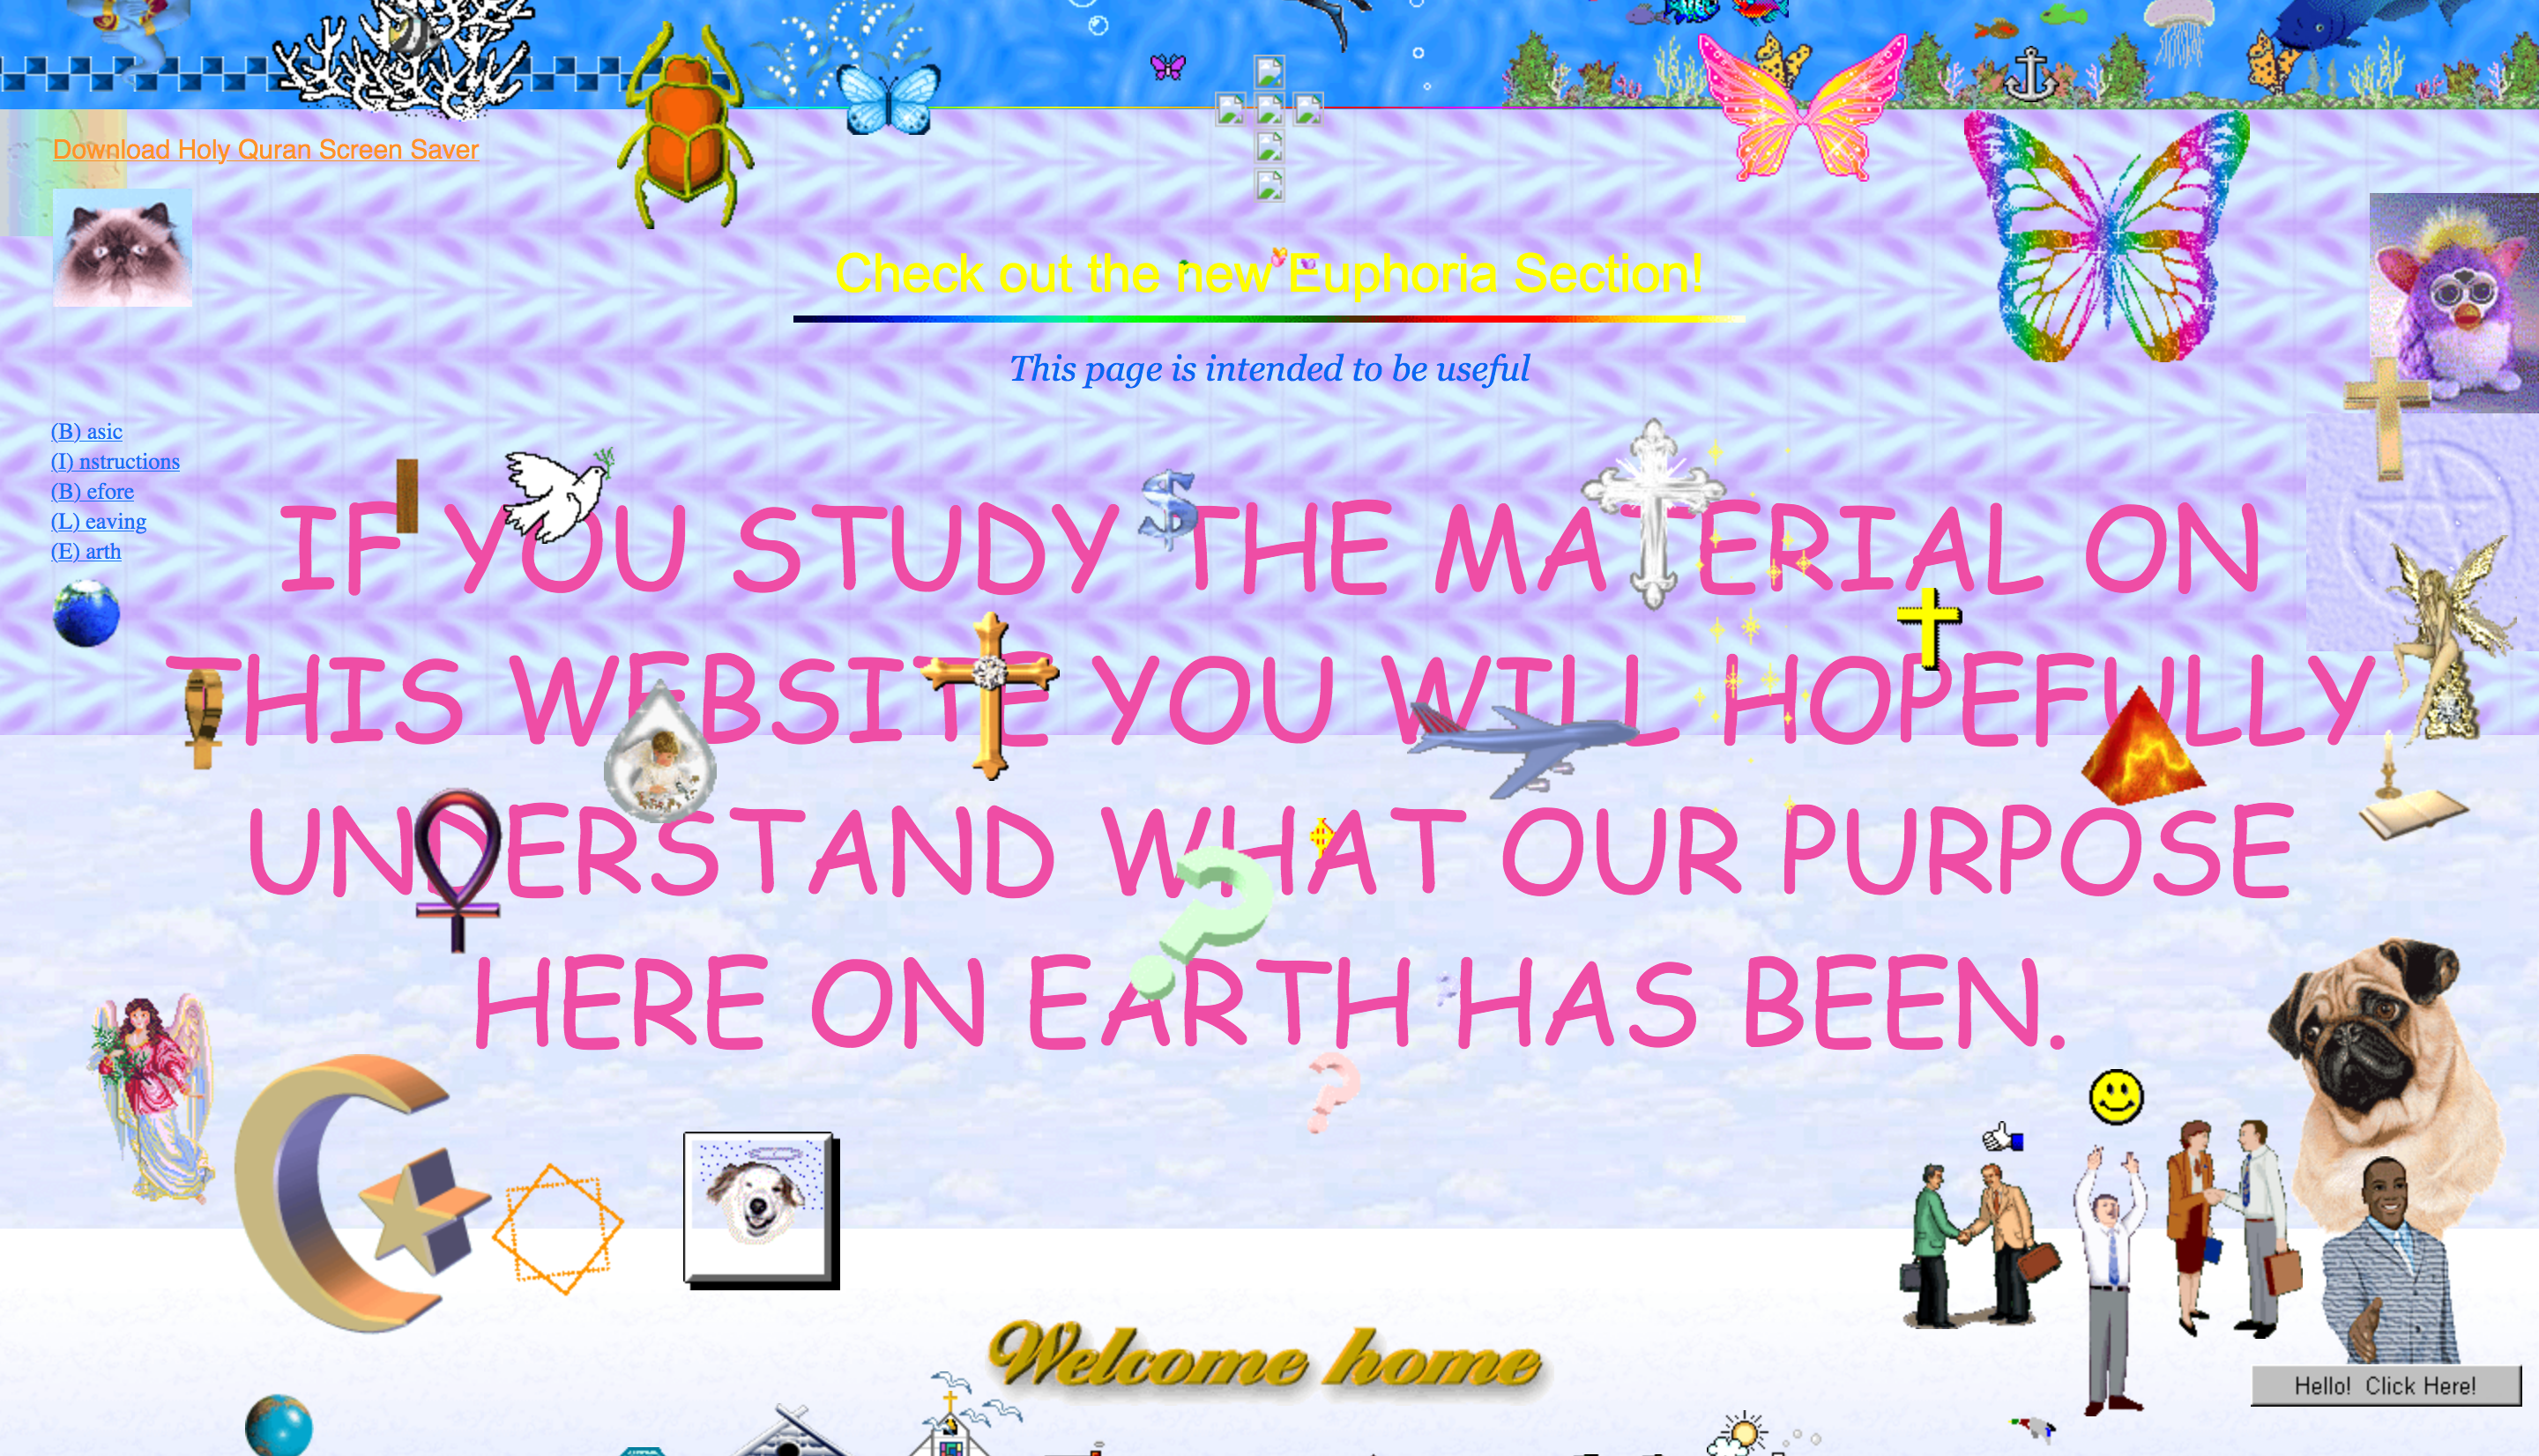 Download Holy Quran Screen Saver
Check out the new Euphoria Section!
This page is intended to be useful
(B) asic
(I) nstructions
(B) efore
(L) eaving
(E) arth
IF YOU STUDY THE MATERIAL ON
THIS WEBSITE YOU WILL HOPEFULLY
UNDERSTAND WHAT OUR PURPOSE
HERE ON EARTH HAS BEEN.
Welcome home
Hello! Click Here!